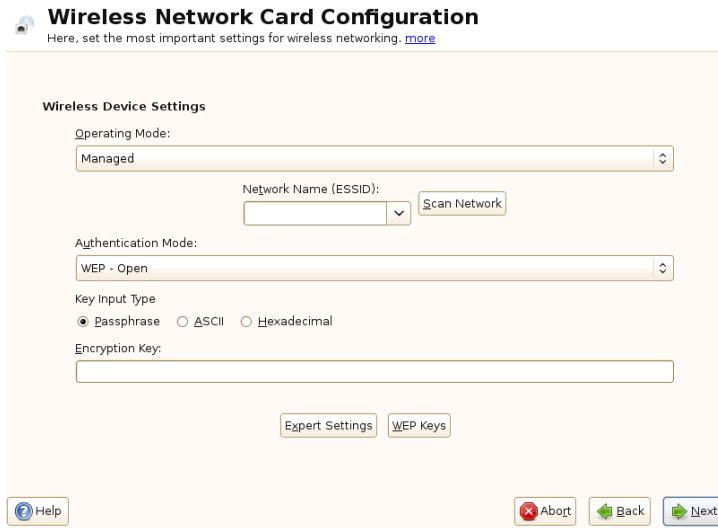 Wireless Network Card Configuration
Here, set the most important settings for wireless networking. more
Wireless Device Settings
Operating Mode:
Managed
Network Name (ESSID):
Scan Network
Authentication Mode:
WEP - Open
Key Input Type
Passphrase ASCII Hexadecimal
Encryption Key:
Expert Settings WEP Keys
Help Abort Back Next